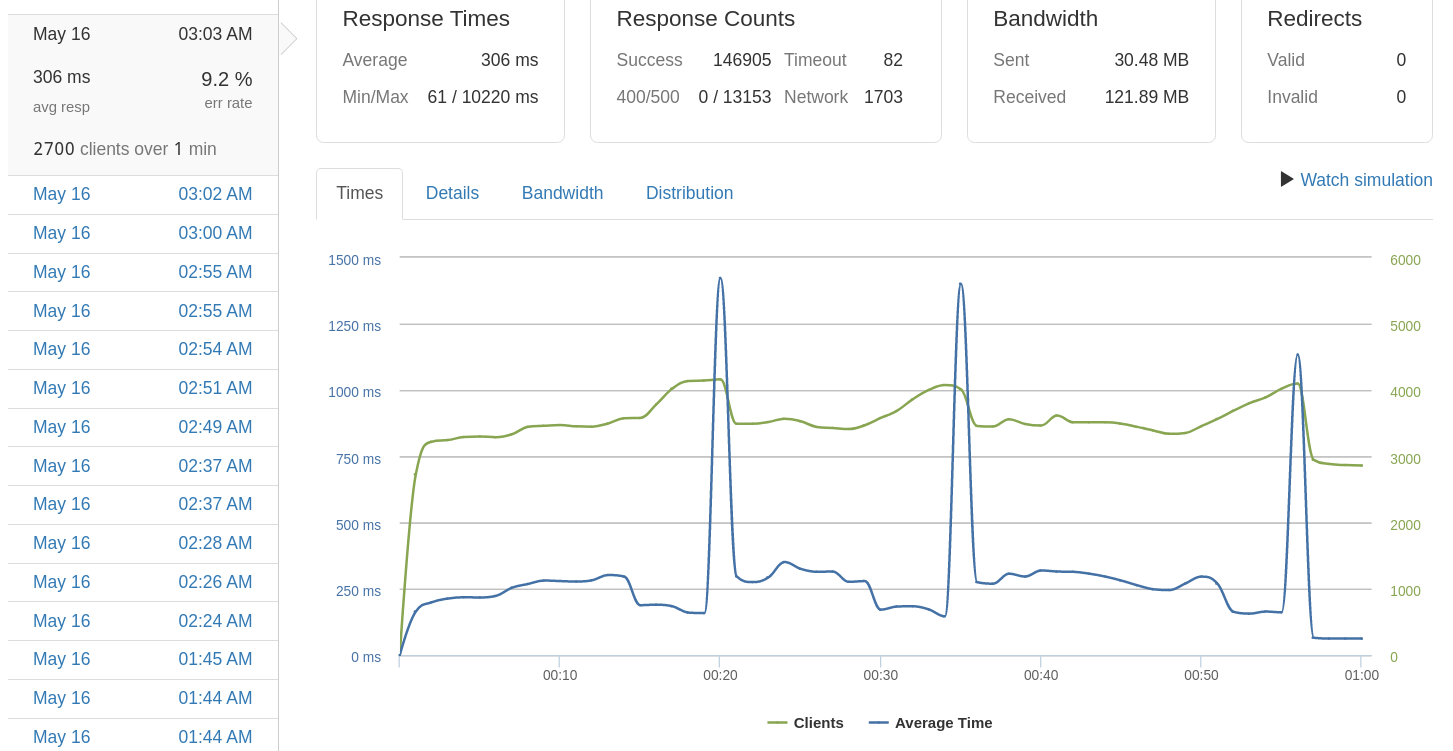 May 16 03:03 AM
306 ms 9.2 %
avg resp err rate
2700 clients over 1 min
May 16 03:02 AM
May 16 03:00 AM
May 16 02:55 AM
May 16 02:55 AM
May 16 02:54 AM
May 16 02:51 AM
May 16 02:49 AM
May 16 02:37 AM
May 16 02:37 AM
May 16 02:28 AM
May 16 02:26 AM
May 16 02:24 AM
May 16 01:45 AM
May 16 01:44 AM
May 16 01:44 AM
Response Times
Average 306 ms
Min/Max 61 / 10220 ms
Response Counts
Success 146905 Timeout 82
400/500 0 / 13153 Network 1703
Bandwidth
Sent 30.48 MB
Received 121.89 MB
Redirects
Valid 0
Invalid 0
Times Details Bandwidth Distribution
Watch simulation
1500 ms 6000
1250 ms 5000
1000 ms 4000
750 ms 3000
500 ms 2000
250 ms 1000
0 ms 0
00:10 00:20 00:30 00:40 00:50 01:00
Clients Average Time